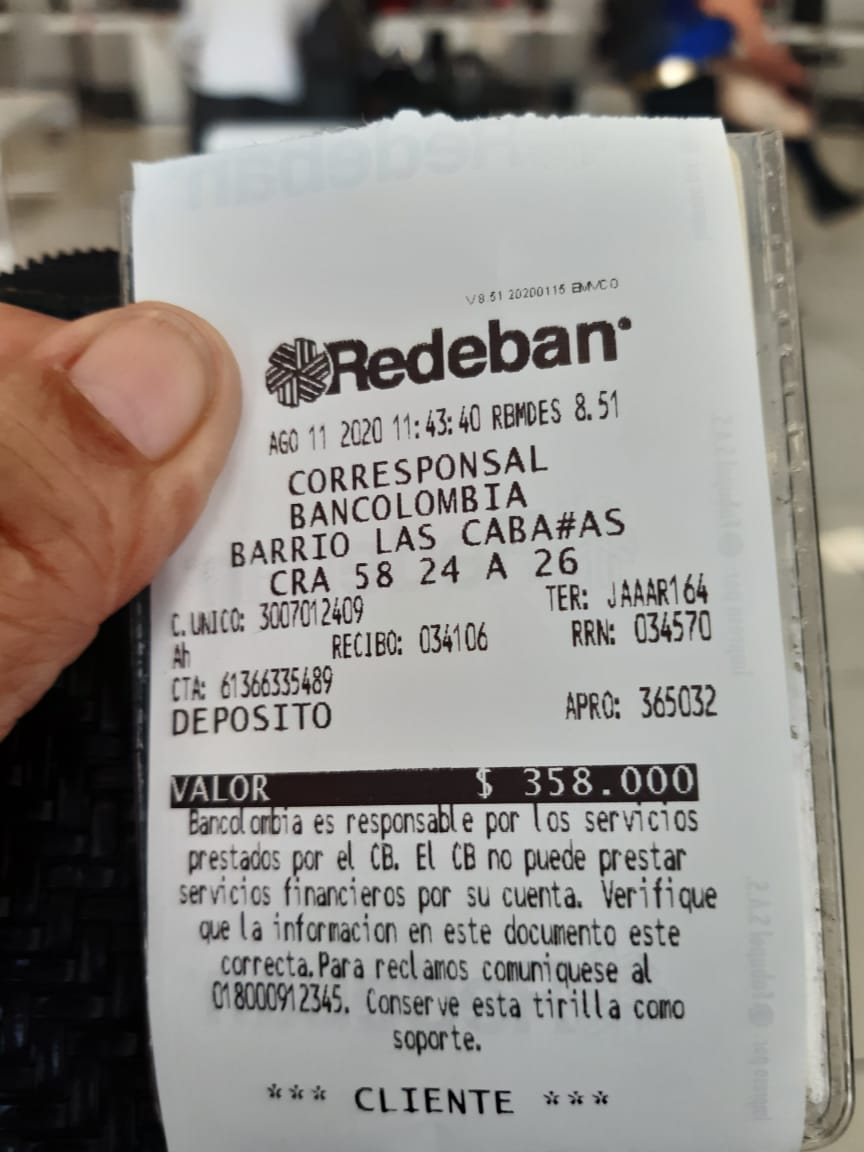 V8.51 20200115 EMVCO
Redeban
AGO 11 2020 11:43:40 RBMDES 8.51
CORRESPONSAL
BANCOLOMBIA
BARRIO LAS CABA#AS
CRA 58 24 A 26
C. UNICO: 3007012409 TER: JAAAR164
Ah RECIBO: 034106 RRN: 034570
CTA: 61366335489
DEPOSITO APRO: 365032
VALOR $ 358.000
Bancolombia es responsable por los servicios
prestados por el CB. El CB no puede prestar
servicios financieros por su cuenta. Verifique
que la informacion en este documento este
correcta.Para reclamos comuniquese al
018000912345. Conserve esta tirilla como
soporte.
*** CLIENTE ***